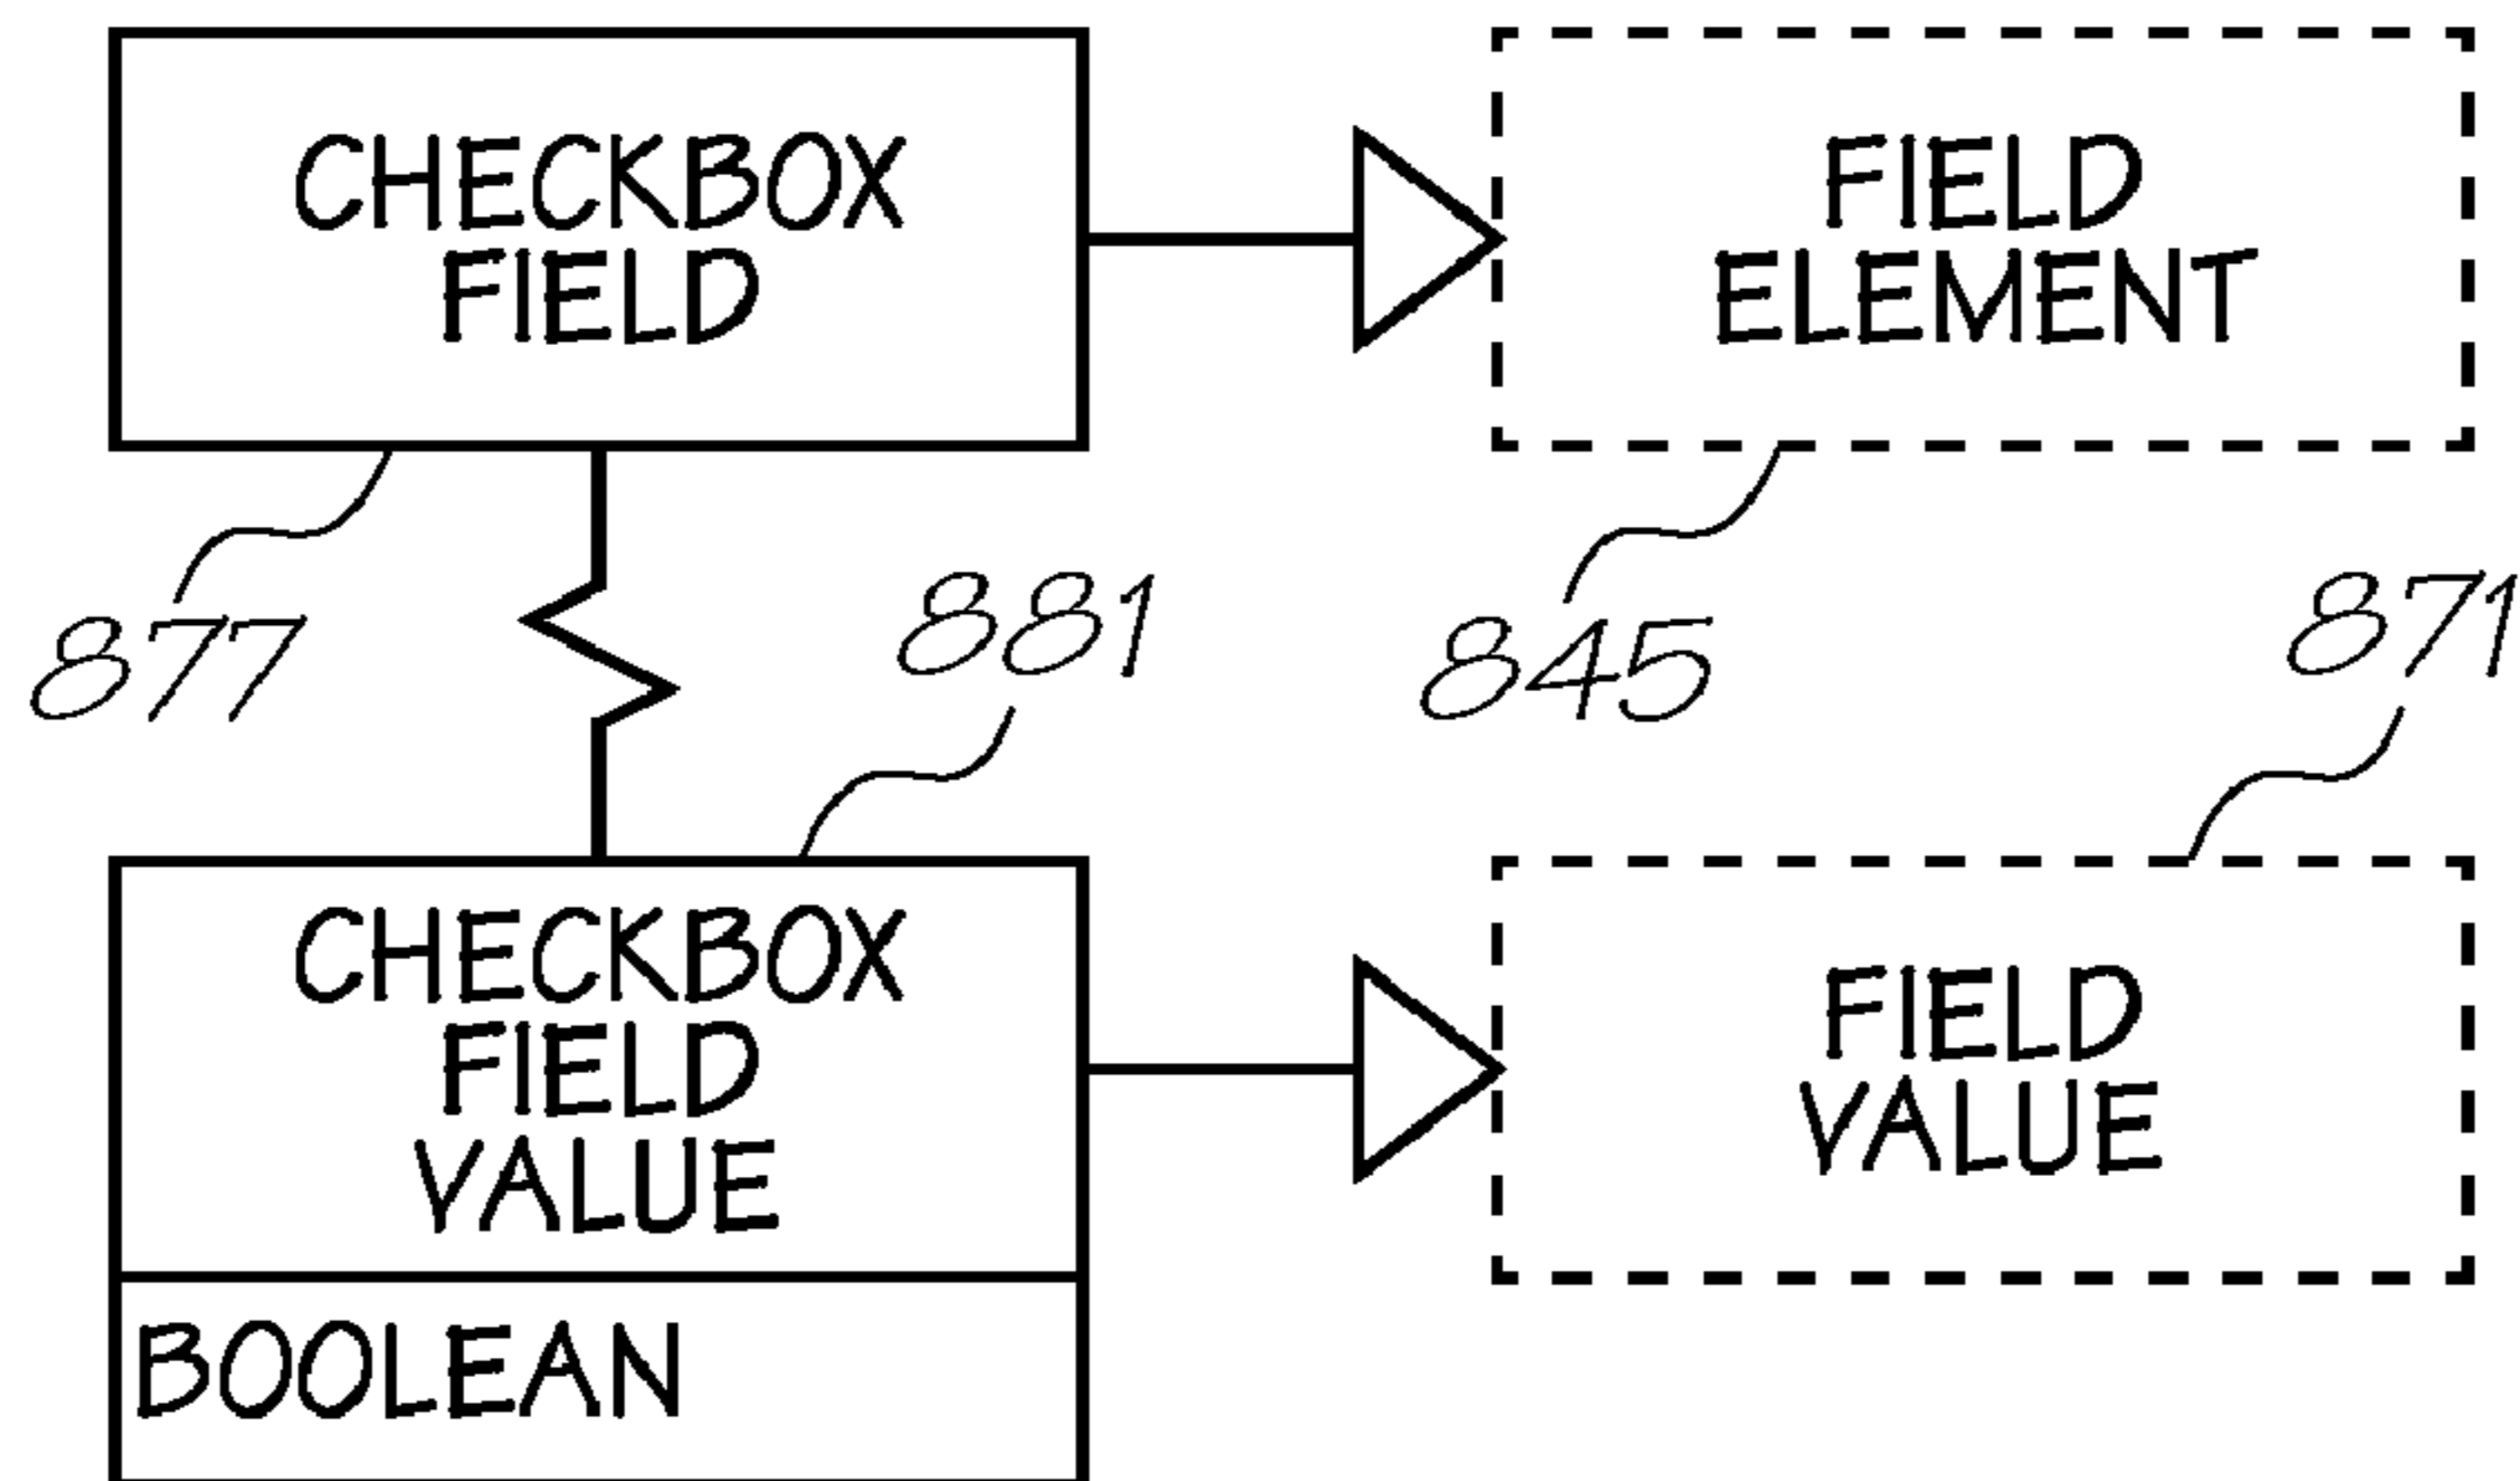 CHECKBOX
FIELD
FIELD
ELEMENT
877
881
845
871
CHECKBOX
FIELD
VALUE
BOOLEAN
FIELD
VALUE